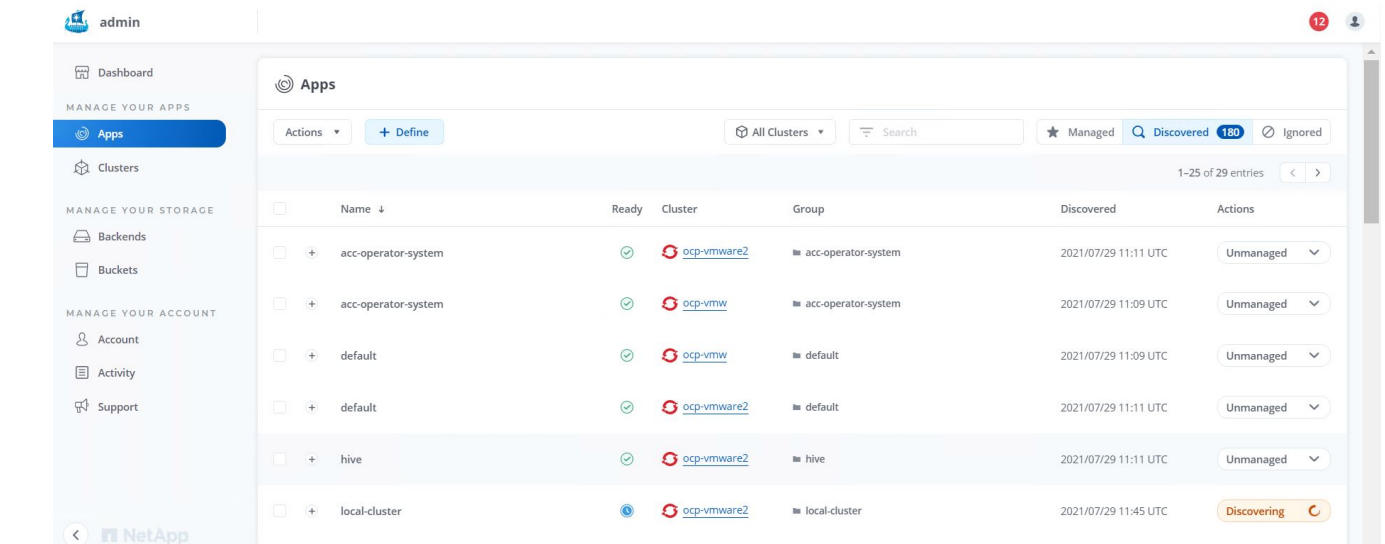 admin
12
Dashboard
MANAGE YOUR APPS
Apps
Clusters
MANAGE YOUR STORAGE
Backends
Buckets
MANAGE YOUR ACCOUNT
Account
Activity
Support
NetApp
Apps
Actions + Define All Clusters Search Managed Discovered 180 Ignored
1–25 of 29 entries < >
Name ↓ Ready Cluster Group Discovered Actions
+ acc-operator-system ocp-vmware2 acc-operator-system 2021/07/29 11:11 UTC Unmanaged
+ acc-operator-system ocp-vmw acc-operator-system 2021/07/29 11:09 UTC Unmanaged
+ default ocp-vmw default 2021/07/29 11:09 UTC Unmanaged
+ default ocp-vmware2 default 2021/07/29 11:11 UTC Unmanaged
+ hive ocp-vmware2 hive 2021/07/29 11:11 UTC Unmanaged
+ local-cluster ocp-vmware2 local-cluster 2021/07/29 11:45 UTC Discovering